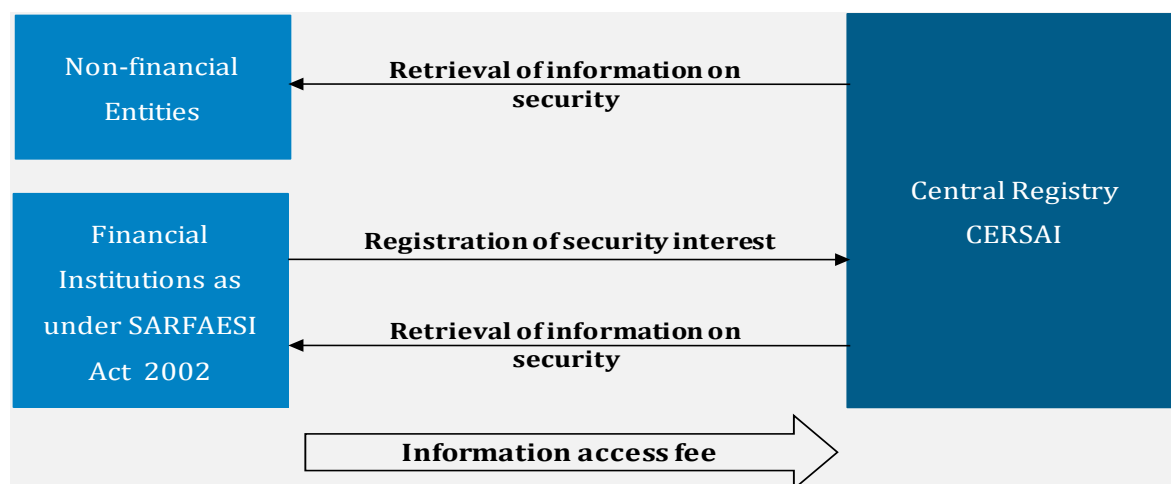 Non-financial
Entities
Retrieval of information on
security
Central Registry
CERSAI
Financial
Institutions as
under SARFAESI
Act 2002
Registration of security interest
Retrieval of information on
security
Information access fee